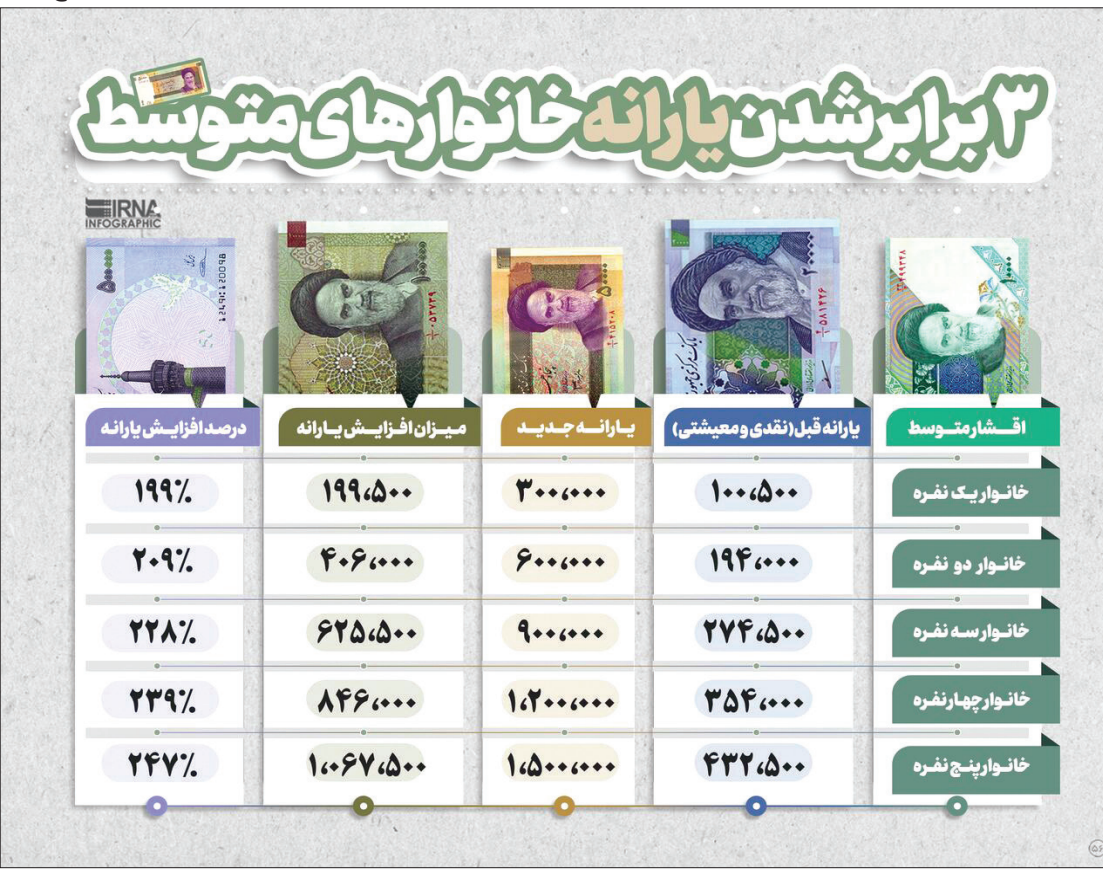 ۳ برابر شدن یارانه خانوارهای متوسط
IRNA
INFOGRAPHIC
اقشار متوسط یارانه قبل (نقدی و معیشتی) یارانه جدید میزان افزایش یارانه درصد افزایش یارانه
خانوار یک نفره ۱۰۰،۵۰۰ ۳۰۰،۰۰۰ ۱۹۹،۵۰۰ ۱۹۹٪
خانوار دو نفره ۱۹۴،۰۰۰ ۶۰۰،۰۰۰ ۴۰۶،۰۰۰ ۲۰۹٪
خانوار سه نفره ۲۷۴،۵۰۰ ۹۰۰،۰۰۰ ۶۲۵،۵۰۰ ۲۲۸٪
خانوار چهار نفره ۳۵۴،۰۰۰ ۱،۲۰۰،۰۰۰ ۸۴۶،۰۰۰ ۲۳۹٪
خانوار پنج نفره ۴۳۲،۵۰۰ ۱،۵۰۰،۰۰۰ ۱،۰۶۷،۵۰۰ ۲۴۷٪